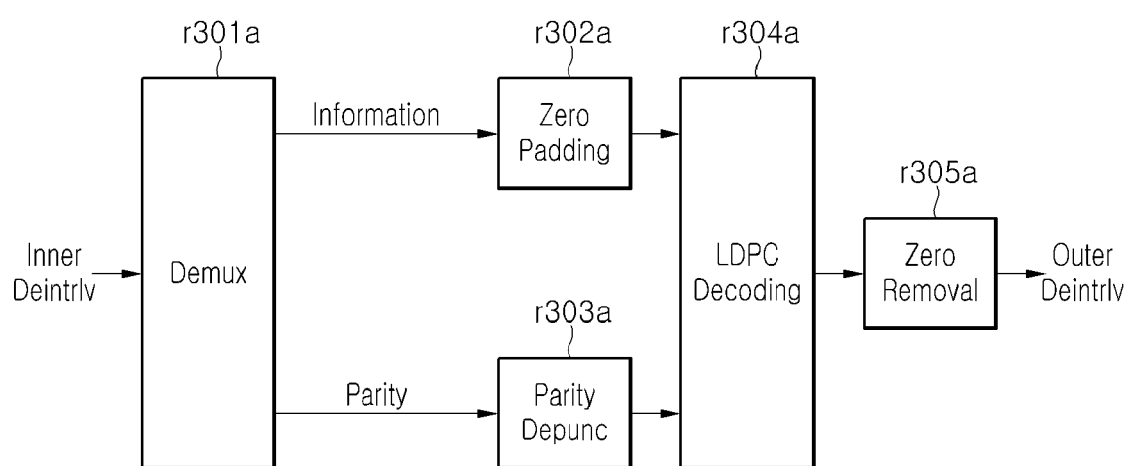 r301a
r302a
r304a
Information
Zero
Padding
r305a
Inner
Deintrlv
Demux
LDPC
Decoding
Zero
Removal
Outer
Deintrlv
r303a
Parity
Parity
Depunc